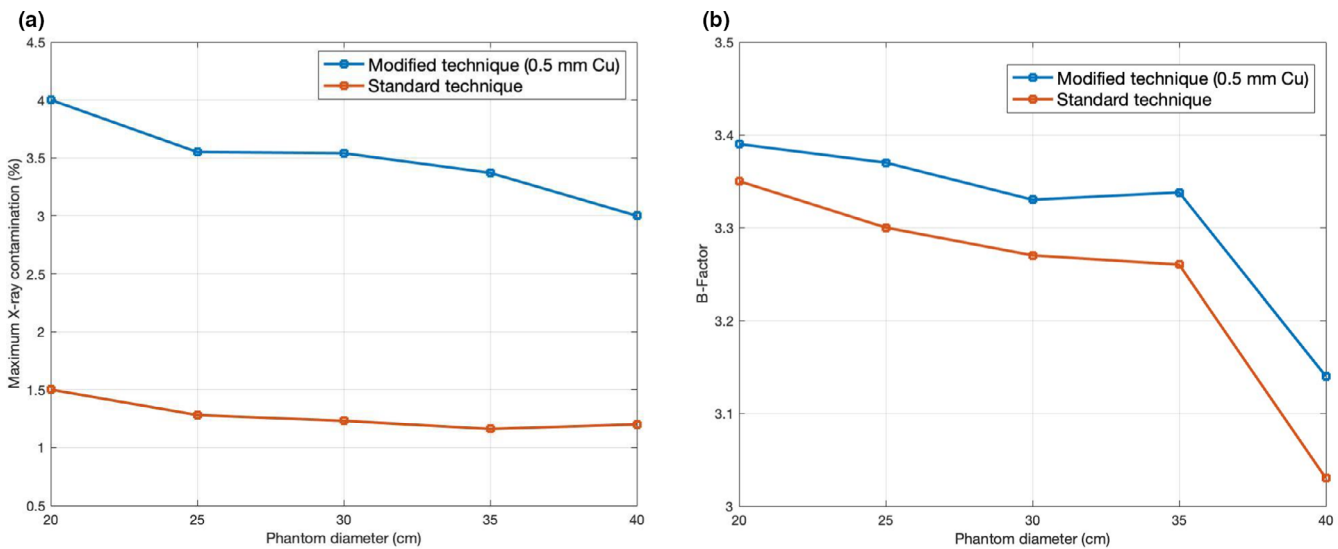 (a)
4.5
4
3.5
3
2.5
2
1.5
1
0.5
20
25
30
35
40
Maximum X-ray contamination (%)
Phantom diameter (cm)
Modified technique (0.5 mm Cu)
Standard technique
(b)
3.5
3.4
3.3
3.2
3.1
3
20
25
30
35
40
B-Factor
Phantom diameter (cm)
Modified technique (0.5 mm Cu)
Standard technique